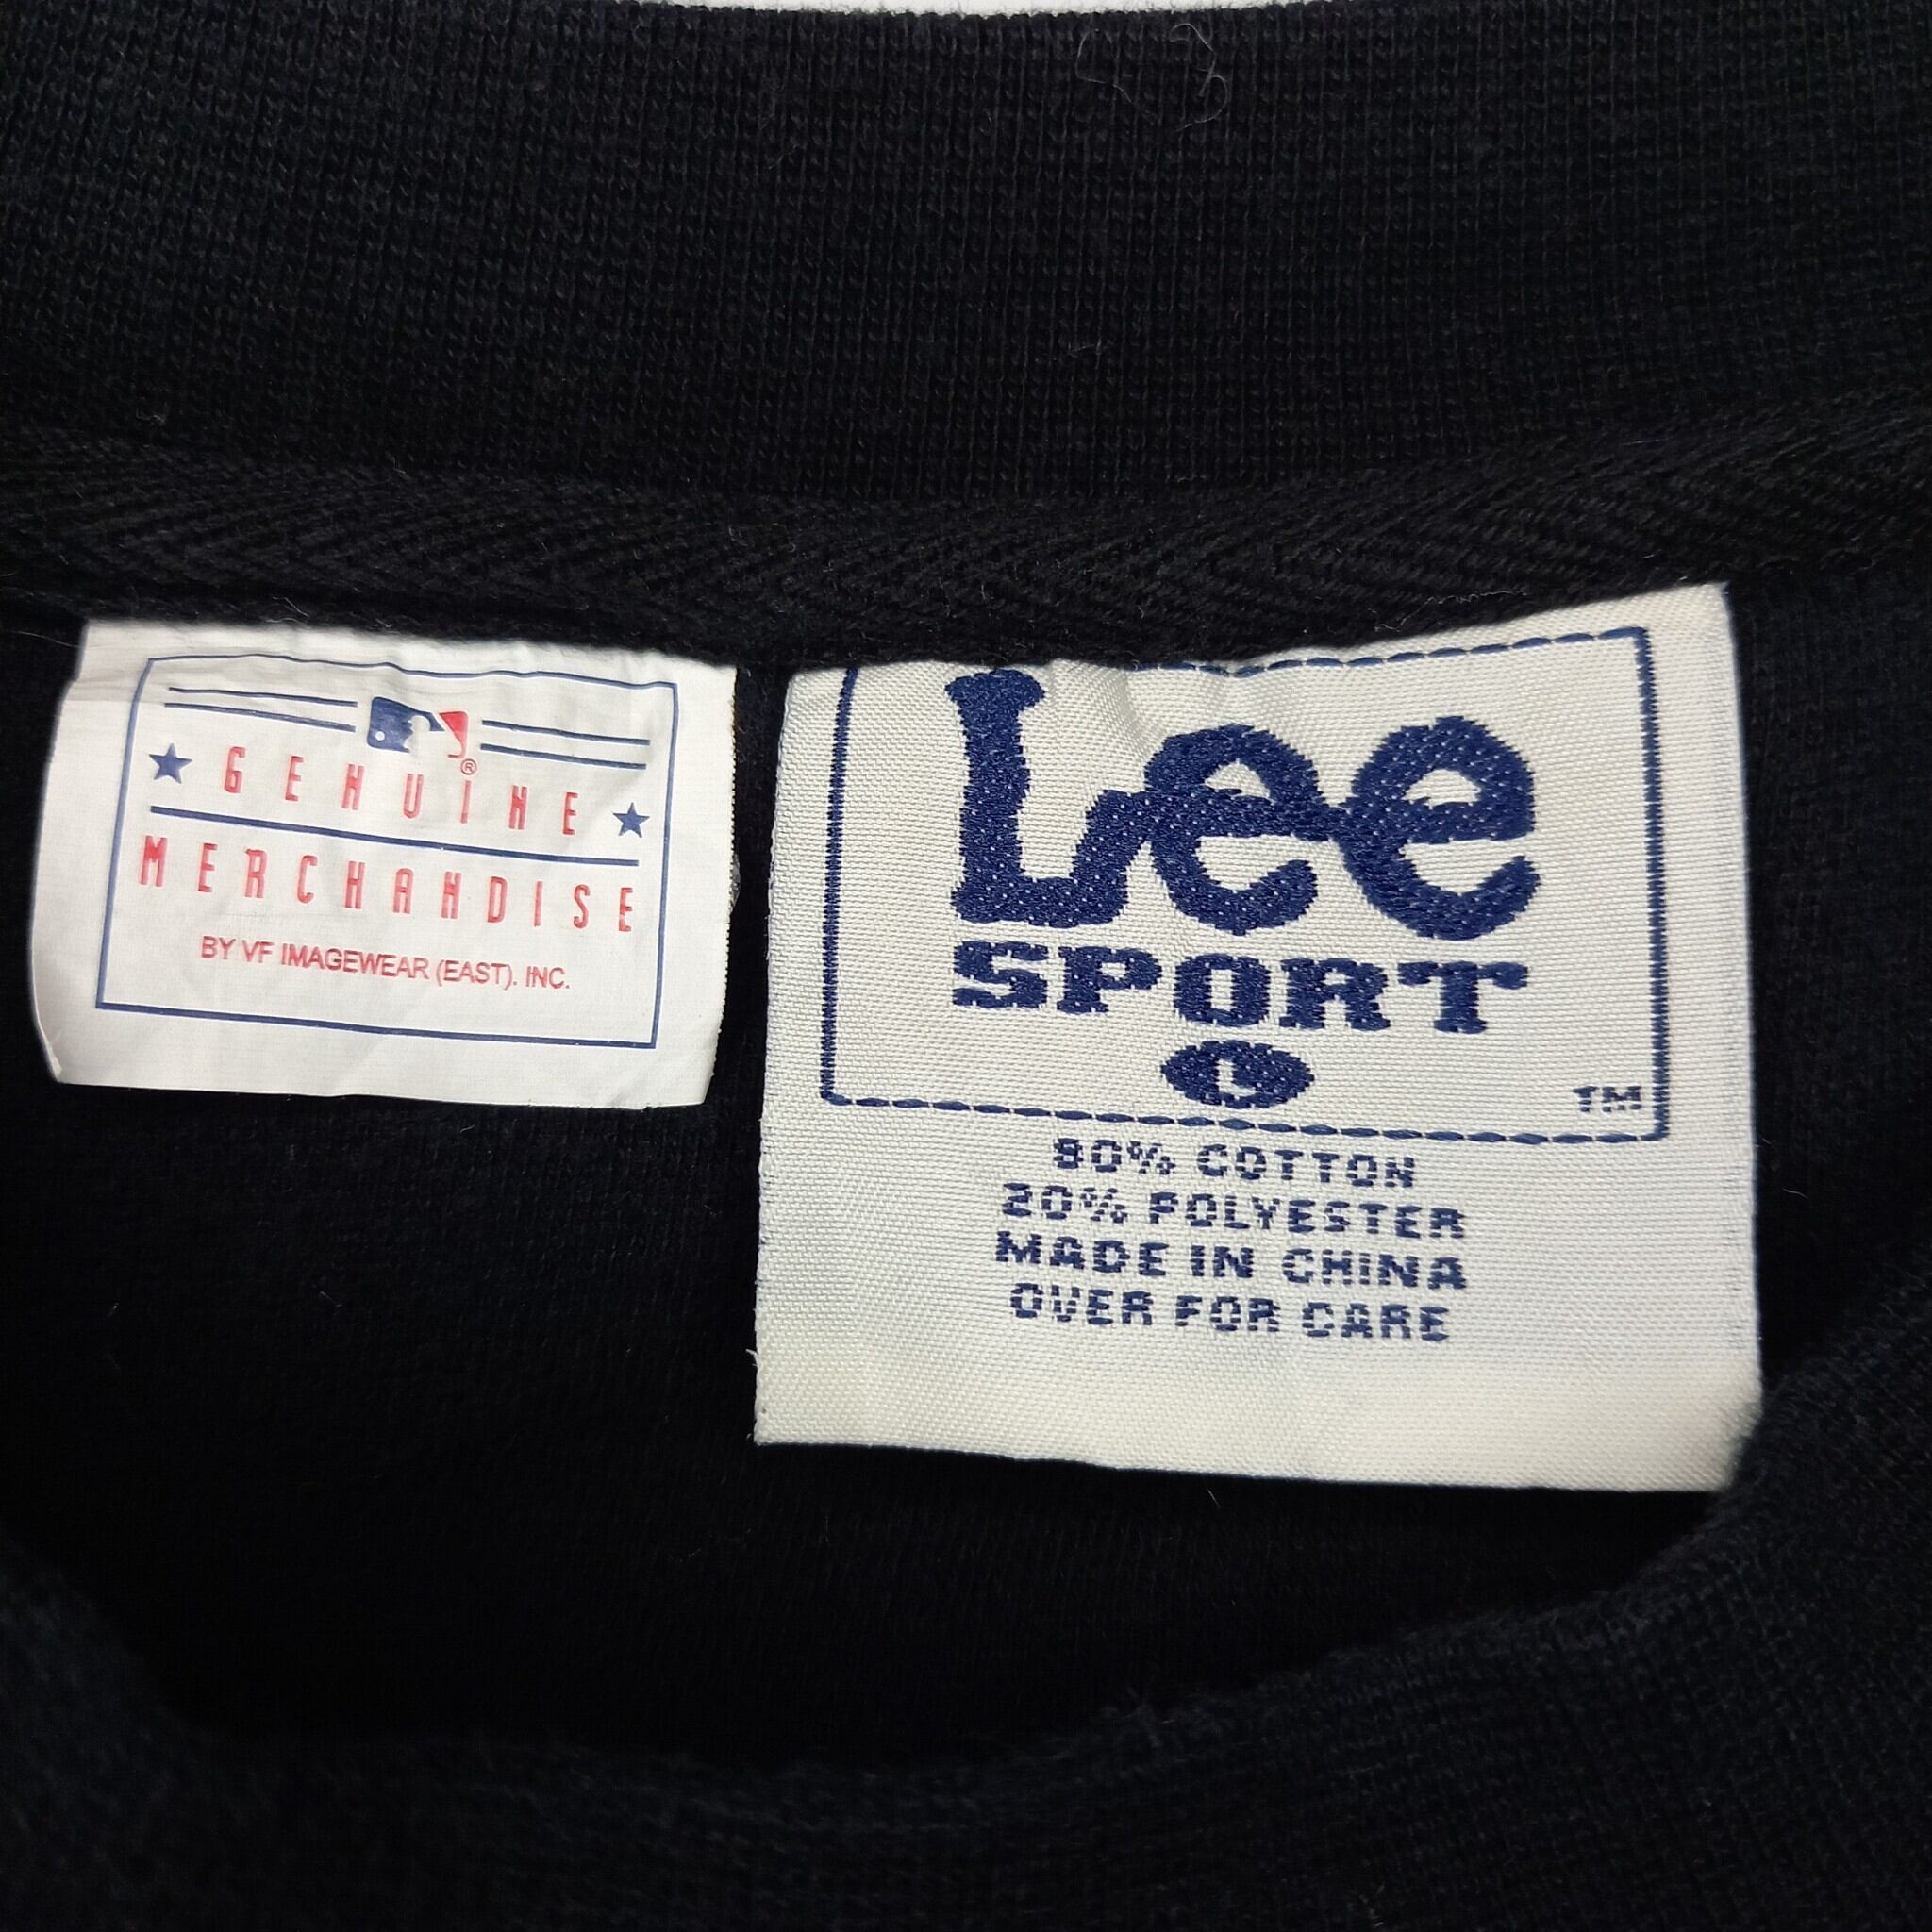 GENUINE
MERCHANDISE
BY VF IMAGEWEAR (EAST). INC.
Lee
SPORT
L
TM
80% COTTON
20% POLYESTER
MADE IN CHINA
OVER FOR CARE